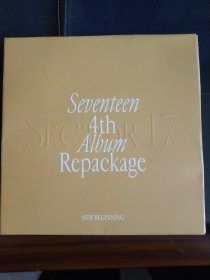 Seventeen
4th
SECTOR 17
Album
Repackage
NEW BEGINNING